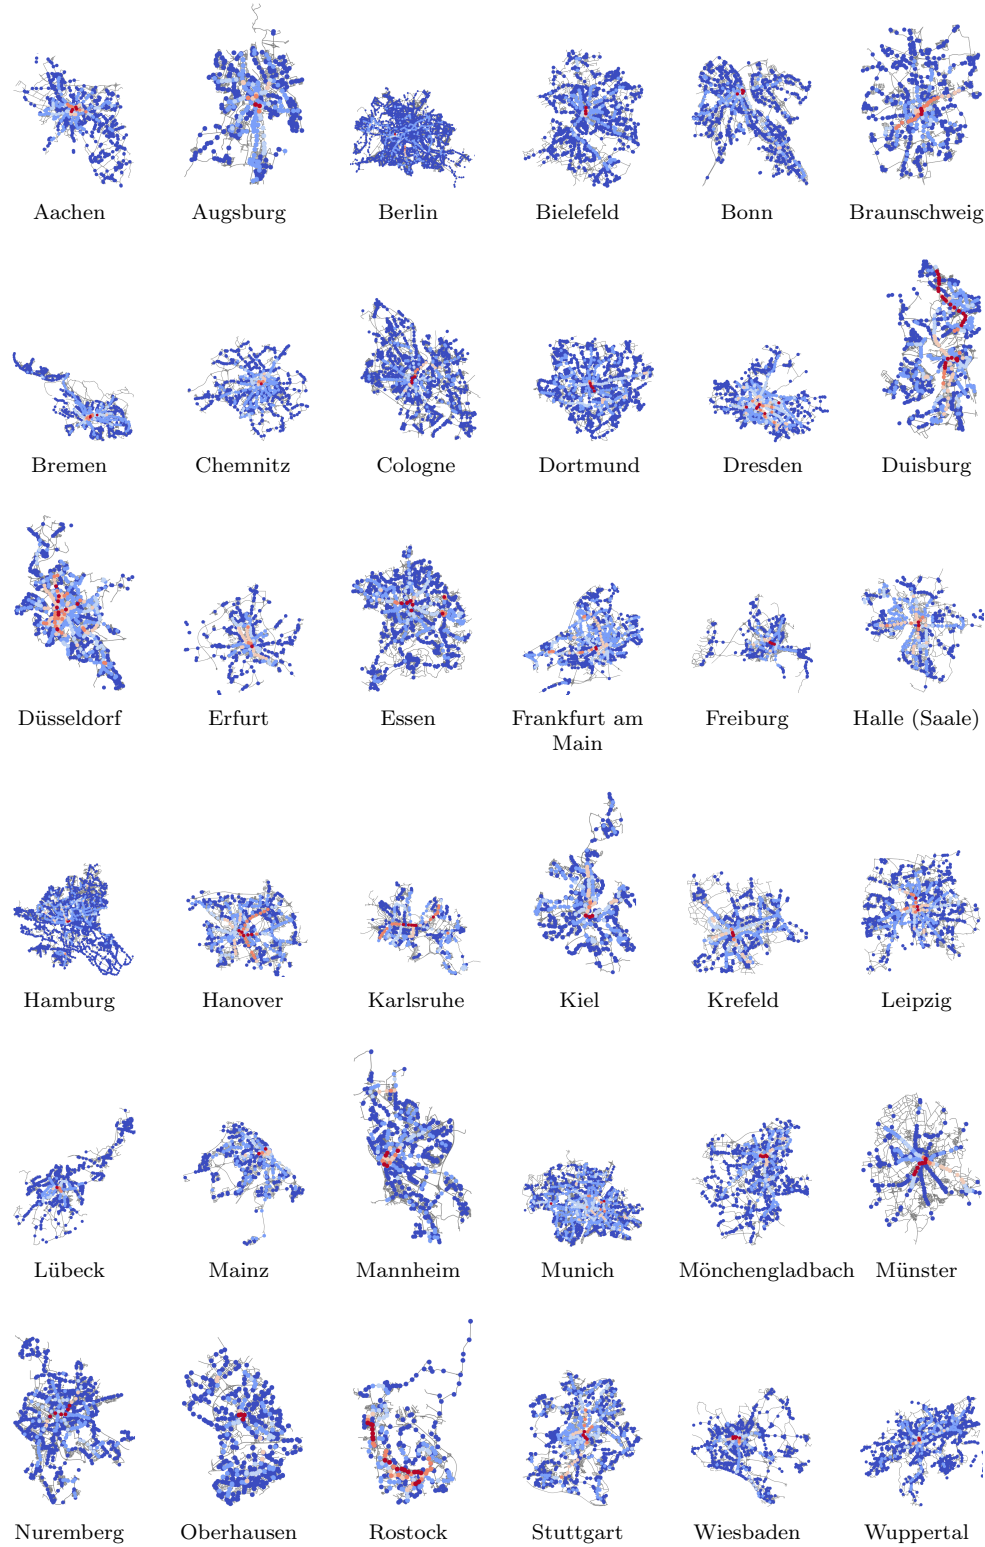 Aachen
Augsburg
Berlin
Bielefeld
Bonn
Braunschweig
Bremen
Chemnitz
Cologne
Dortmund
Dresden
Duisburg
Düsseldorf
Erfurt
Essen
Frankfurt am
Main
Freiburg
Halle (Saale)
Hamburg
Hanover
Karlsruhe
Kiel
Krefeld
Leipzig
Lübeck
Mainz
Mannheim
Munich
Mönchengladbach
Münster
Nuremberg
Oberhausen
Rostock
Stuttgart
Wiesbaden
Wuppertal